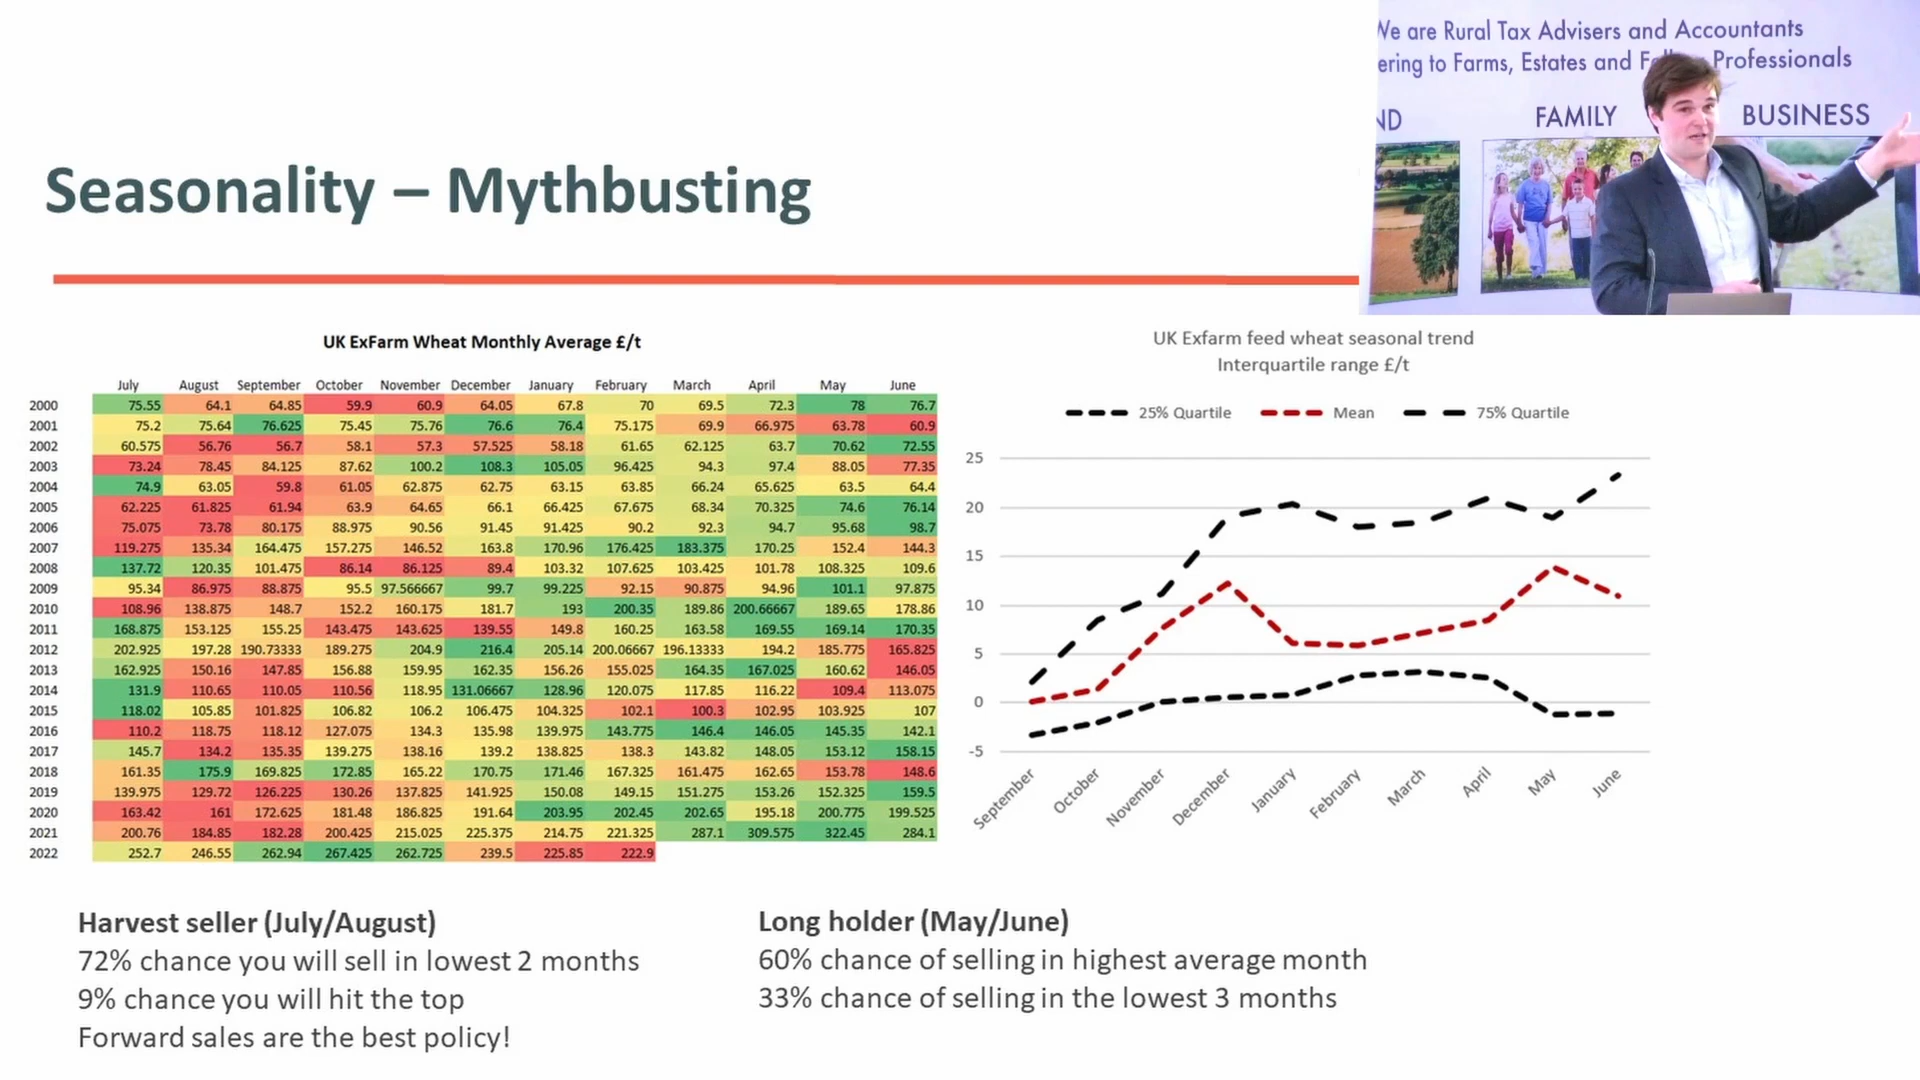 We are Rural Tax Advisers and Accountants
ering to Farms, Estates and Professionals
ND FAMILY BUSINESS
Seasonality – Mythbusting
UK ExFarm Wheat Monthly Average £/t
July August September October November December January February March April May June
2000 75.55 64.1 64.85 59.9 60.9 64.05 67.8 70 69.5 72.3 78 76.7
2001 75.2 75.64 76.625 75.45 75.76 76.6 76.4 75.175 69.9 66.975 63.78 60.9
2002 60.575 56.76 56.7 58.1 57.3 57.525 58.18 61.65 62.125 63.7 70.62 72.55
2003 73.24 78.45 84.125 87.62 100.2 108.3 105.05 96.425 94.3 97.4 88.05 77.35
2004 74.9 63.05 59.8 61.05 62.875 62.75 63.15 63.85 66.24 65.625 63.5 64.4
2005 62.225 61.825 61.94 63.9 64.65 66.1 66.425 67.675 68.34 70.325 74.6 76.14
2006 75.075 73.78 80.175 88.975 90.56 91.45 91.425 90.2 92.3 94.7 95.68 98.7
2007 119.275 135.34 164.475 157.275 146.52 163.8 170.96 176.425 183.375 170.25 152.4 144.3
2008 137.72 120.35 101.475 86.14 86.125 89.4 103.32 107.625 103.425 101.78 108.325 109.6
2009 95.34 86.975 88.875 95.5 97.566667 99.7 99.225 92.15 90.875 94.96 101.1 97.875
2010 108.96 138.875 148.7 152.2 160.175 181.7 193 200.35 189.86 200.66667 189.65 178.86
2011 168.875 153.125 155.25 143.475 143.625 139.55 149.8 160.25 163.58 169.55 169.14 170.35
2012 202.925 197.28 190.73333 189.275 204.9 216.4 205.14 200.06667 196.13333 194.2 185.775 165.825
2013 162.925 150.16 147.85 156.88 159.95 162.35 156.26 155.025 164.35 167.025 160.62 146.05
2014 131.9 110.65 110.05 110.56 118.95 131.06667 128.96 120.075 117.85 116.22 109.4 113.075
2015 118.02 105.85 101.825 106.82 106.2 106.475 104.325 102.1 100.3 102.95 103.925 107
2016 110.2 118.75 118.12 127.075 134.3 135.98 139.975 143.775 146.4 146.05 145.35 142.1
2017 145.7 134.2 135.35 139.275 138.16 139.2 138.825 138.3 143.82 148.05 153.12 158.15
2018 161.35 175.9 169.825 172.85 165.22 170.75 171.46 167.325 161.475 162.65 153.78 148.6
2019 139.975 129.72 126.225 130.26 137.825 141.925 150.08 149.15 151.275 153.26 152.325 159.5
2020 163.42 161 172.625 181.48 186.825 191.64 203.95 202.45 202.65 195.18 200.775 199.525
2021 200.76 184.85 182.28 200.425 215.025 225.375 214.75 221.325 287.1 309.575 322.45 284.1
2022 252.7 246.55 262.94 267.425 262.725 239.5 225.85 222.9
UK Exfarm feed wheat seasonal trend
Interquartile range £/t
25% Quartile Mean 75% Quartile
25
20
15
10
5
0
-5
September October November December January February March April May June
Harvest seller (July/August)
72% chance you will sell in lowest 2 months
9% chance you will hit the top
Forward sales are the best policy!
Long holder (May/June)
60% chance of selling in highest average month
33% chance of selling in the lowest 3 months